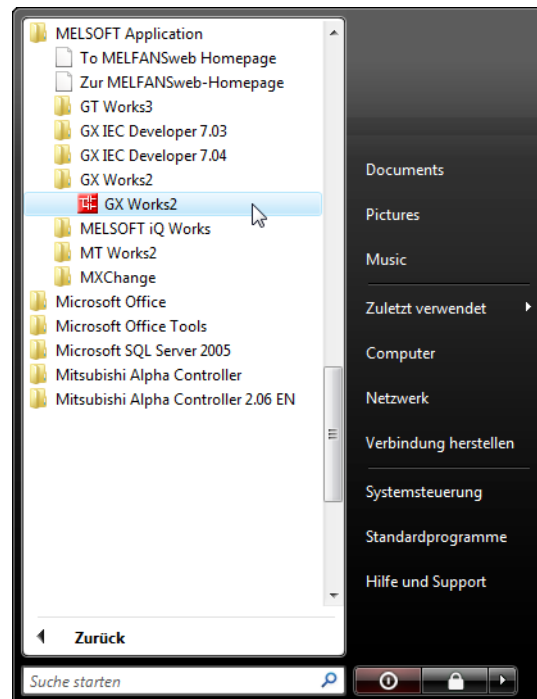 MELSOFT Application
To MELFANSweb Homepage
Zur MELFANSweb-Homepage
GT Works3
GX IEC Developer 7.03
GX IEC Developer 7.04
GX Works2
GX Works2
MELSOFT iQ Works
MT Works2
MXChange
Microsoft Office
Microsoft Office Tools
Microsoft SQL Server 2005
Mitsubishi Alpha Controller
Mitsubishi Alpha Controller 2.06 EN
Zurück
Suche starten
Documents
Pictures
Music
Zuletzt verwendet
Computer
Netzwerk
Verbindung herstellen
Systemsteuerung
Standardprogramme
Hilfe und Support